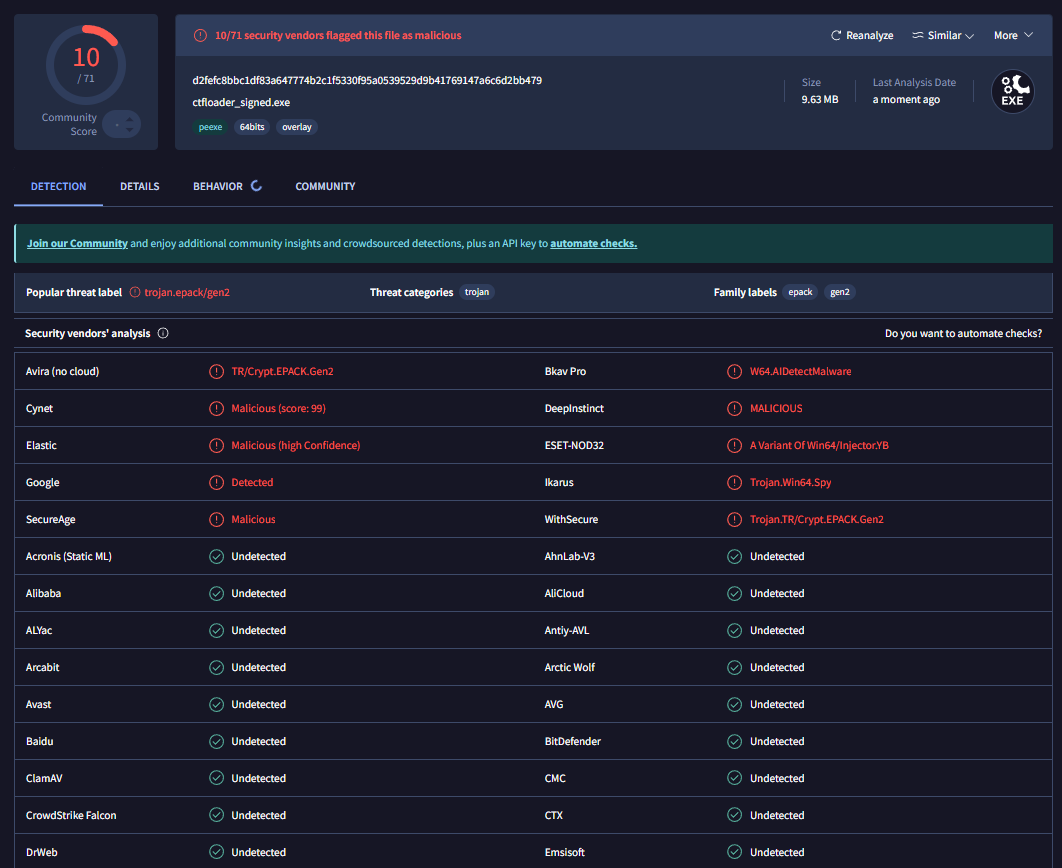 10
/ 71
Community
Score
-
10/71 security vendors flagged this file as malicious
Reanalyze
Similar
More
d2fefc8bbc1df83a647774b2c1f5330f95a0539529d9b41769147a6c6d2bb479
ctfloader_signed.exe
peexe 64bits overlay
Size
9.63 MB
Last Analysis Date
a moment ago
EXE
DETECTION DETAILS BEHAVIOR COMMUNITY
Join our Community and enjoy additional community insights and crowdsourced detections, plus an API key to automate checks.
Popular threat label trojan.epack/gen2 Threat categories trojan Family labels epack gen2
Security vendors' analysis Do you want to automate checks?
Avira (no cloud) TR/Crypt.EPACK.Gen2 Bkav Pro W64.AIDetectMalware
Cynet Malicious (score: 99) DeepInstinct MALICIOUS
Elastic Malicious (high Confidence) ESET-NOD32 A Variant Of Win64/Injector.YB
Google Detected Ikarus Trojan.Win64.Spy
SecureAge Malicious WithSecure Trojan.TR/Crypt.EPACK.Gen2
Acronis (Static ML) Undetected AhnLab-V3 Undetected
Alibaba Undetected AliCloud Undetected
ALYac Undetected Antiy-AVL Undetected
Arcabit Undetected Arctic Wolf Undetected
Avast Undetected AVG Undetected
Baidu Undetected BitDefender Undetected
ClamAV Undetected CMC Undetected
CrowdStrike Falcon Undetected CTX Undetected
DrWeb Undetected Emsisoft Undetected